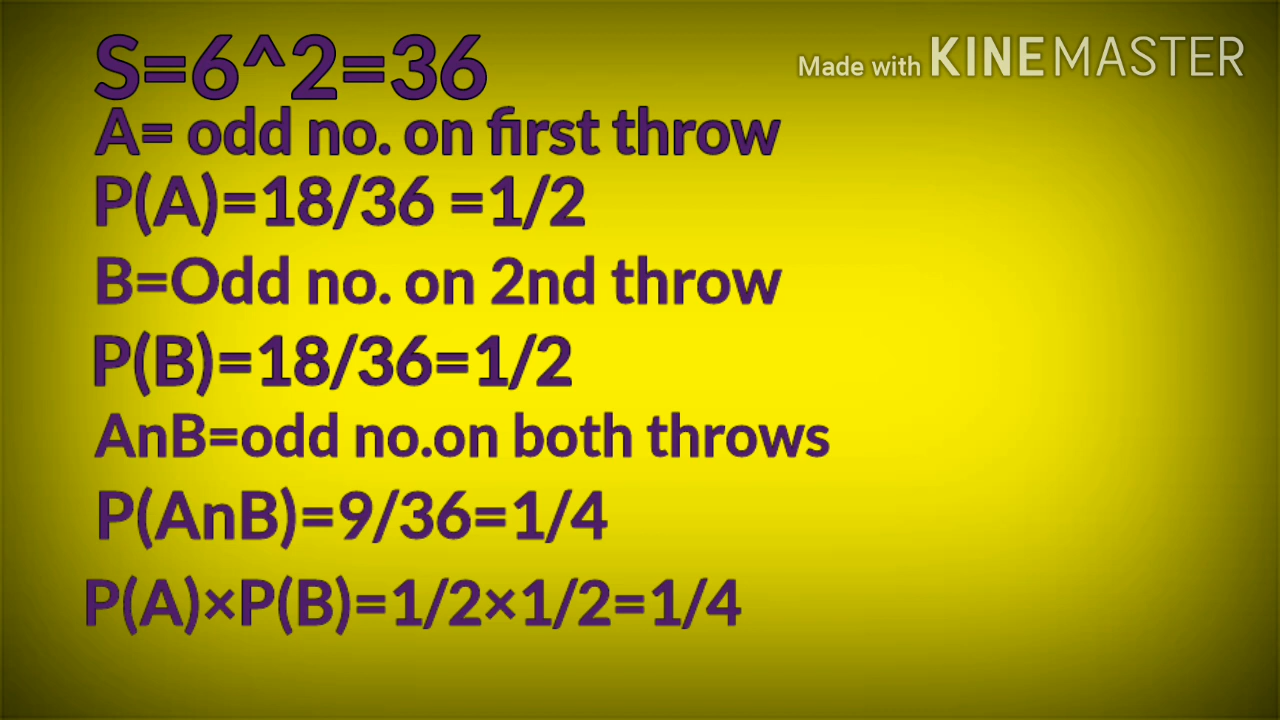 S=6^2=36
Made with KINEMASTER
A= odd no. on first throw
P(A)=18/36 =1/2
B=Odd no. on 2nd throw
P(B)=18/36=1/2
AnB=odd no.on both throws
P(AnB)=9/36=1/4
P(A)×P(B)=1/2×1/2=1/4